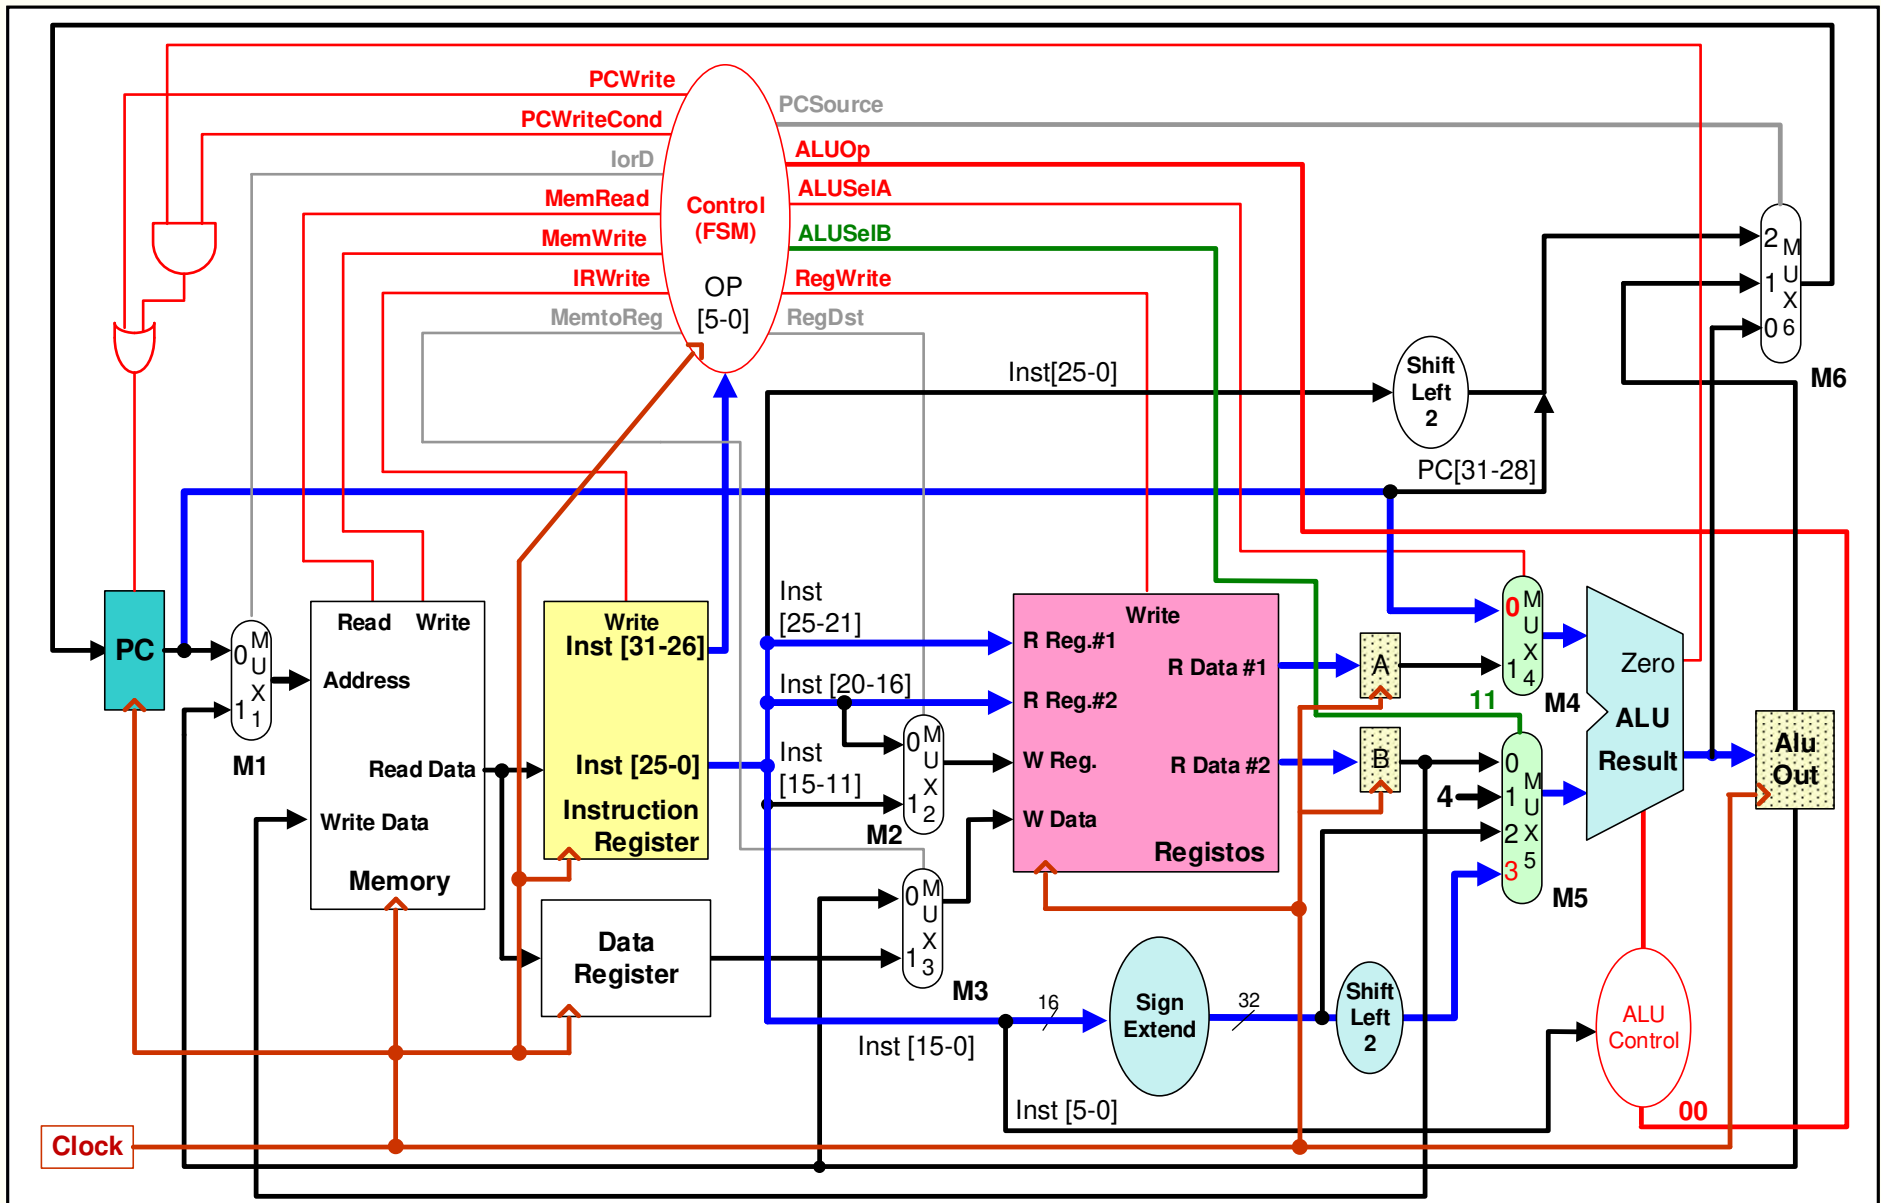 PCWrite
PCWriteCond
IorD
MemRead
MemWrite
IRWrite
MemtoReg
PCSource
ALUOp
ALUSelA
ALUSelB
RegWrite
RegDst
Control
(FSM)
OP
[5-0]
2
1
0
M
U
X
6
M6
Inst[25-0]
Shift
Left
2
PC[31-28]
PC
0
1
M
U
X
1
M1
Read Write
Address
Read Data
Write Data
Memory
Write
Inst [31-26]
Inst [25-0]
Instruction
Register
Data
Register
Inst
[25-21]
Inst [20-16]
Inst
[15-11]
0
1
M
U
X
2
M2
0
1
M
U
X
3
M3
Write
R Reg.#1
R Data #1
R Reg.#2
W Reg.
R Data #2
W Data
Registos
A
B
0
1
M
U
X
4
M4
11
0
4
1
2
3
M
U
X
5
M5
Zero
ALU
Result
Alu
Out
Inst [15-0]
16
Sign
Extend
32
Shift
Left
2
ALU
Control
Inst [5-0]
00
Clock